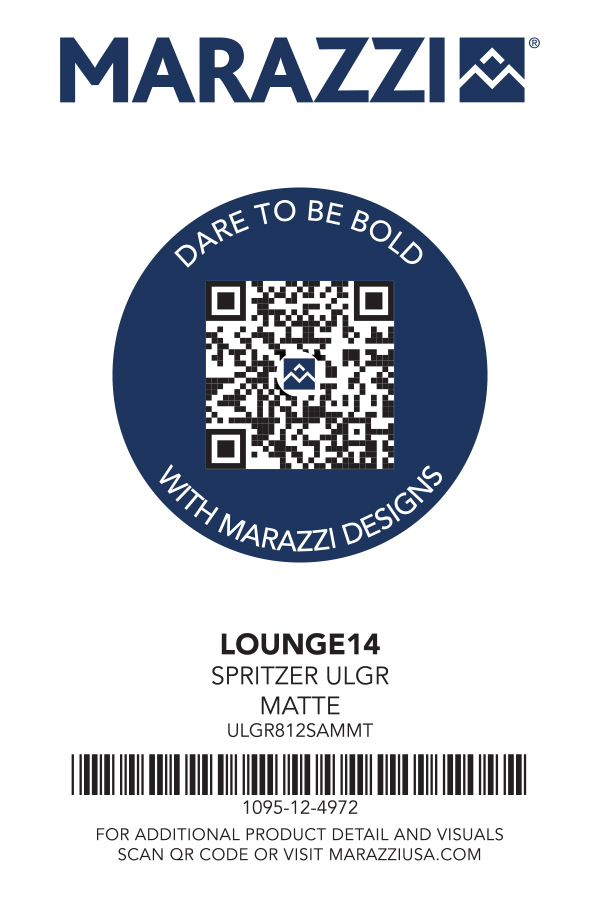 MARAZZI®
DARE TO BE BOLD
WITH MARAZZI DESIGNS
LOUNGE14
SPRITZER ULGR
MATTE
ULGR812SAMMT
1095-12-4972
FOR ADDITIONAL PRODUCT DETAIL AND VISUALS
SCAN QR CODE OR VISIT MARAZZIUSA.COM